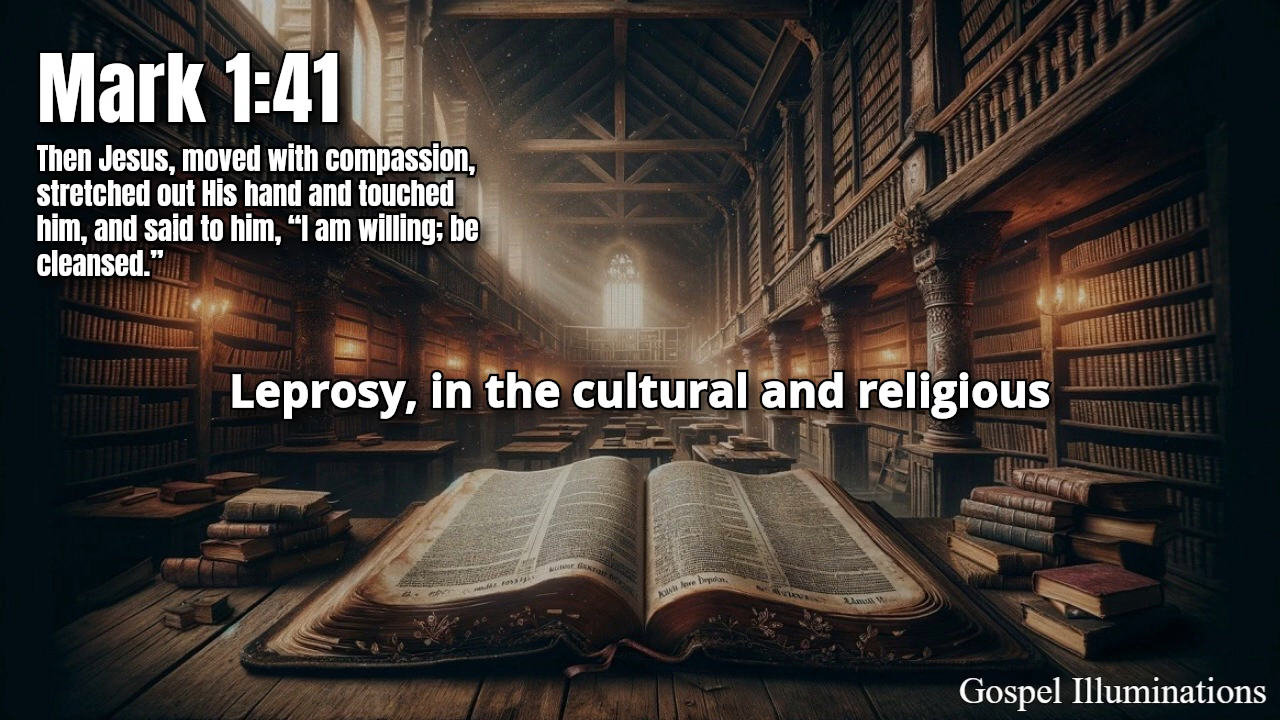 Mark 1:41
Then Jesus, moved with compassion,
stretched out His hand and touched
him, and said to him, “I am willing; be
cleansed.”
Leprosy, in the cultural and religious
Gospel Illuminations